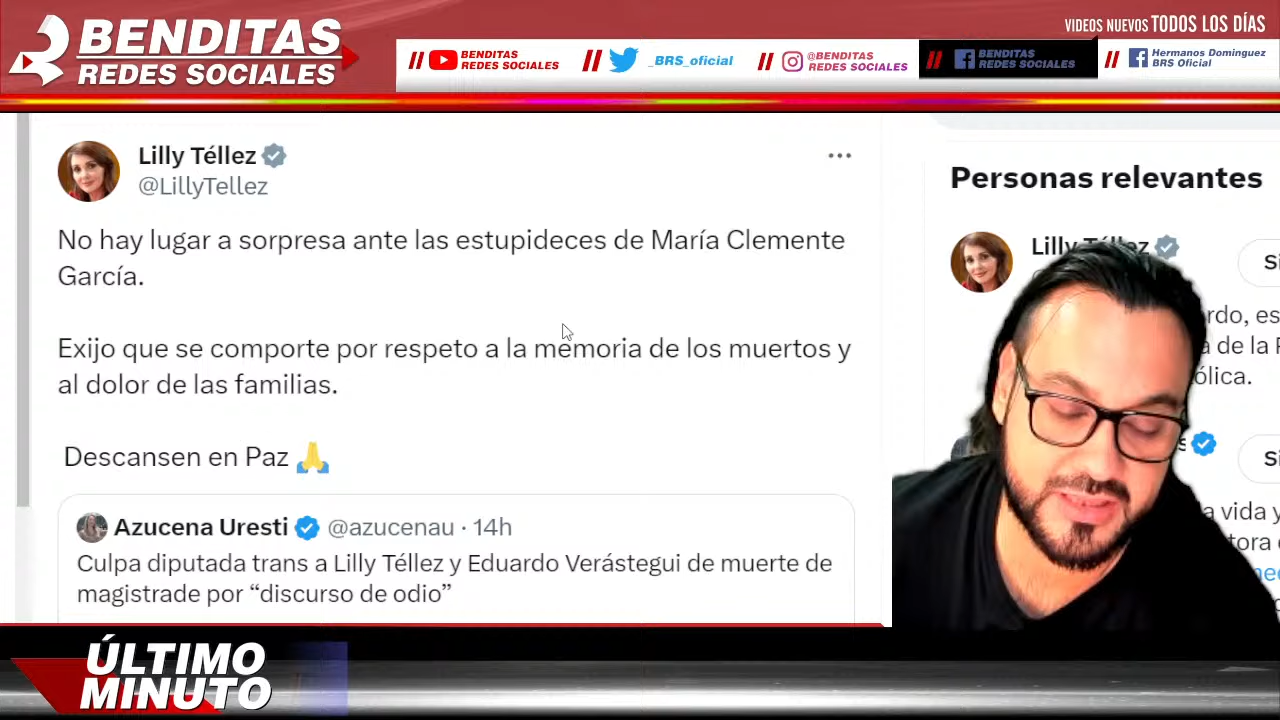 BENDITAS
REDES SOCIALES
VIDEOS NUEVOS TODOS LOS DÍAS
// BENDITAS
REDES SOCIALES
// _BRS_oficial
// @BENDITAS
REDES SOCIALES
// BENDITAS
REDES SOCIALES
// Hermanos Dominguez
BRS Oficial
Lilly Téllez
@LillyTellez
No hay lugar a sorpresa ante las estupideces de María Clemente
García.
Exijo que se comporte por respeto a la memoria de los muertos y
al dolor de las familias.
Descansen en Paz 🙏
Azucena Uresti @azucenau · 14h
Culpa diputada trans a Lilly Téllez y Eduardo Verástegui de muerte de
magistrade por “discurso de odio”
Personas relevantes
Lilly Téllez
la vida y
ÚLTIMO
MINUTO